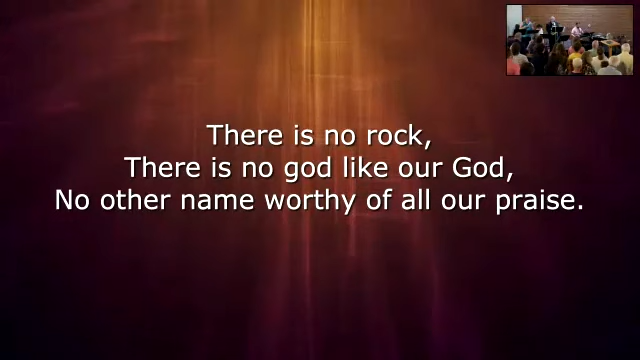 There is no rock,
There is no god like our God,
No other name worthy of all our praise.